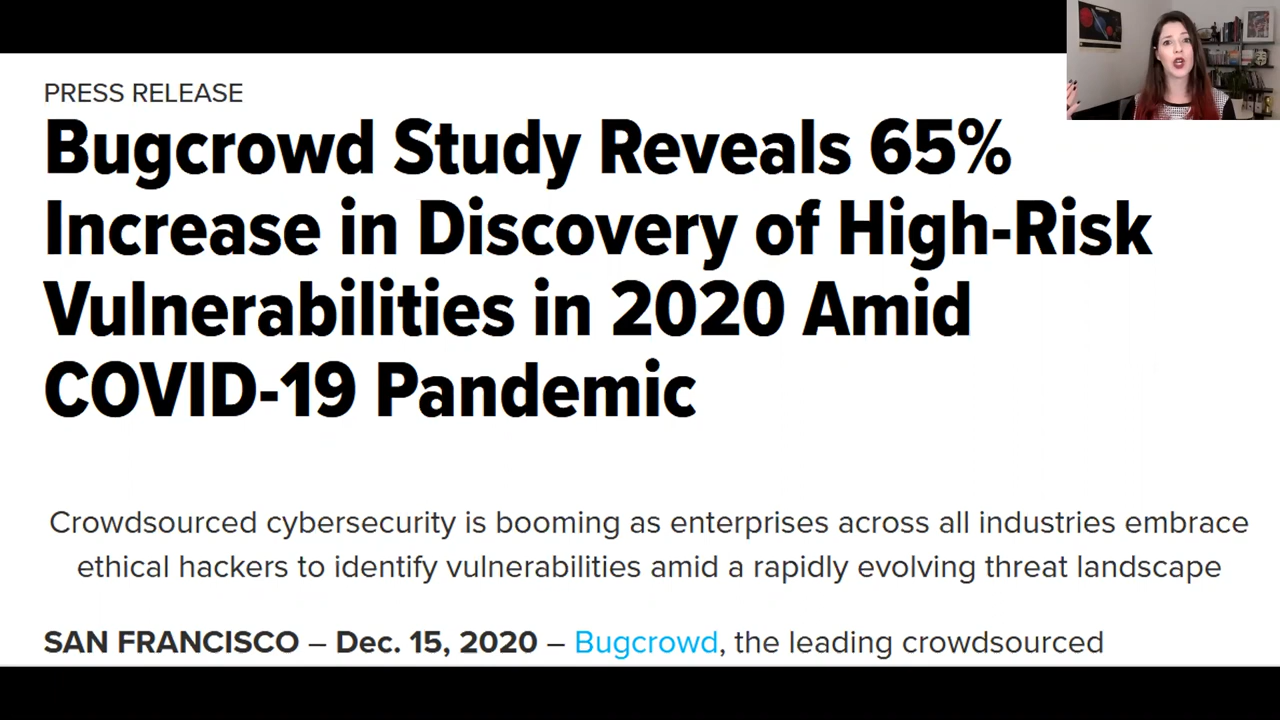 PRESS RELEASE
Bugcrowd Study Reveals 65%
Increase in Discovery of High-Risk
Vulnerabilities in 2020 Amid
COVID-19 Pandemic
Crowdsourced cybersecurity is booming as enterprises across all industries embrace
ethical hackers to identify vulnerabilities amid a rapidly evolving threat landscape
SAN FRANCISCO – Dec. 15, 2020 – Bugcrowd, the leading crowdsourced